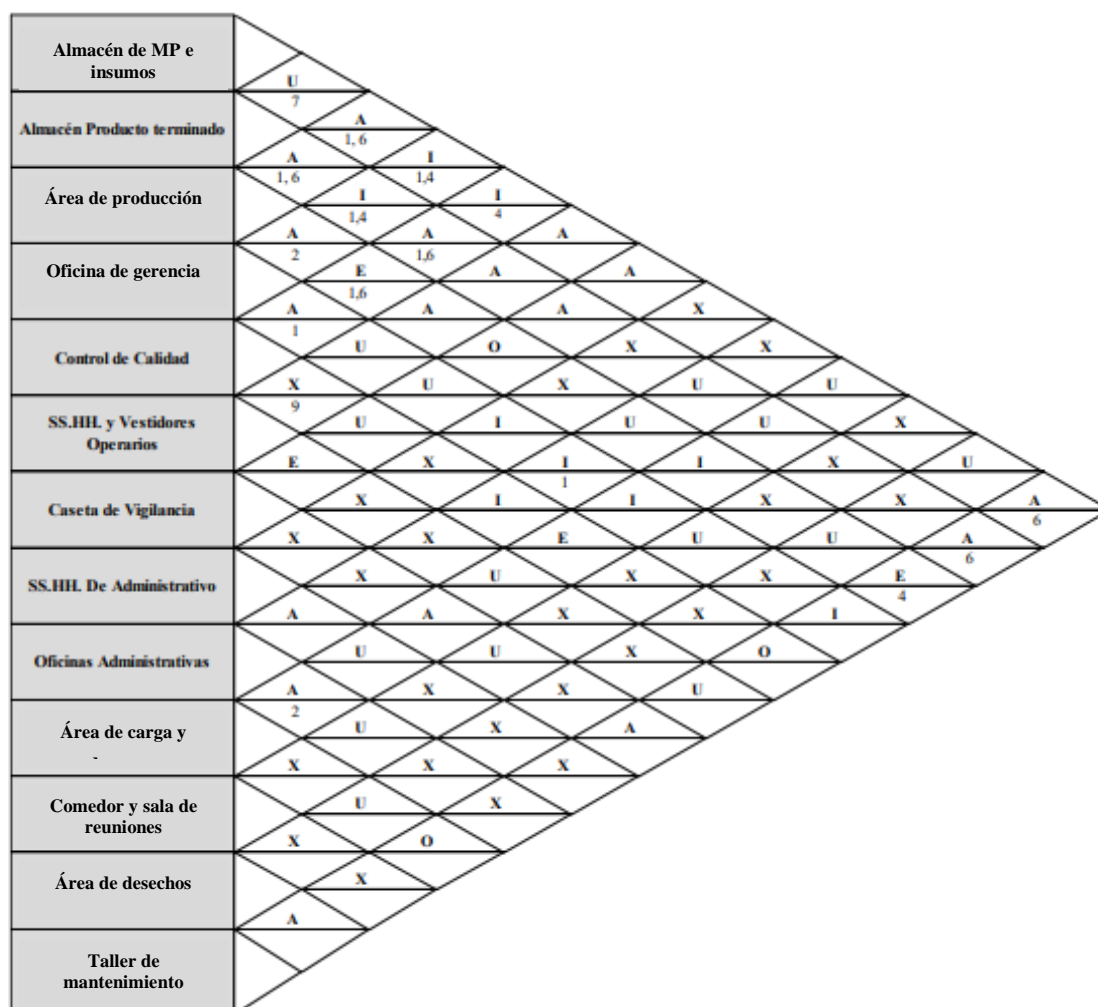 Almacén de MP e
insumos
U
7
A
Almacén Producto terminado
1, 6
A I
1, 6 1,4
Área de producción
I I
1,4 4
A A A
2 1,6
Oficina de gerencia
E A A
1,6
A A A X
1
U O X X
Control de Calidad
X U X U U
9
SS.HH. y Vestidores
Operarios
U I U U X
E X I I X U
1
X I I X X A
Caseta de Vigilancia
6
X X E U U A
6
X U X X E
SS.HH. De Administrativo
4
A A X X I
U U X O
Oficinas Administrativas
A X X U
2
Área de carga y
U X A
X X X
Comedor y sala de
reuniones
U X
X O
Área de desechos
X
A
Taller de
mantenimiento